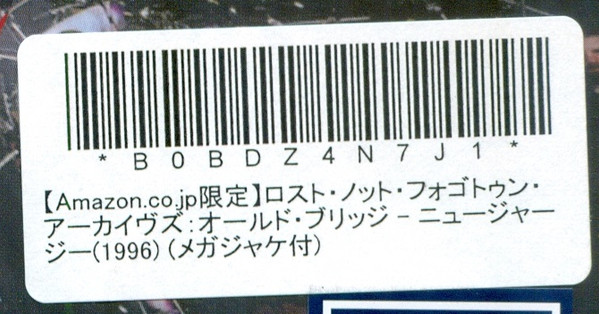 *B0BDZ4N7J1*
【Amazon.co.jp限定】ロスト・ノット・フォゴトゥン・
アーカイヴズ:オールド・ブリッジ – ニュージャー
ジー(1996) (メガジャケ付)